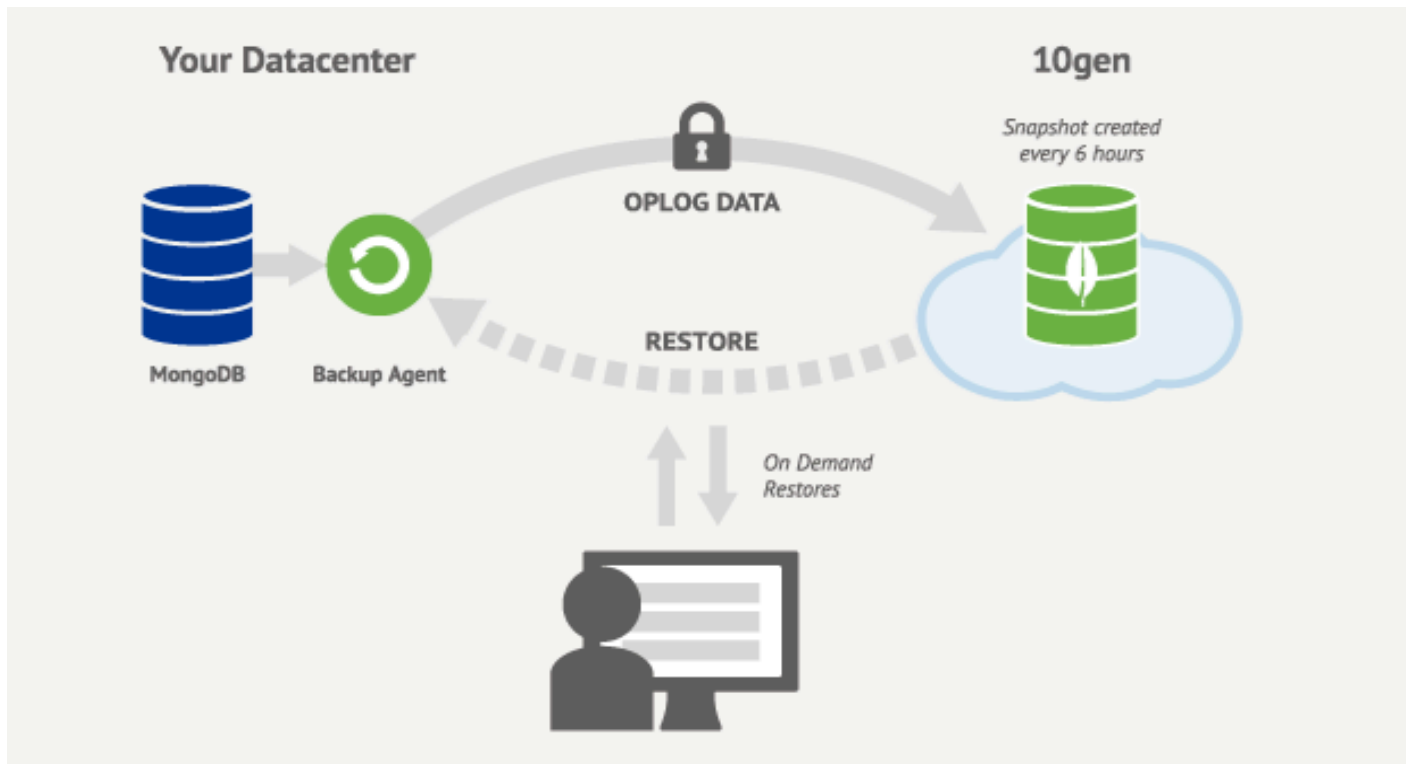 Your Datacenter
10gen
Snapshot created
every 6 hours
OPLOG DATA
RESTORE
MongoDB
Backup Agent
On Demand
Restores